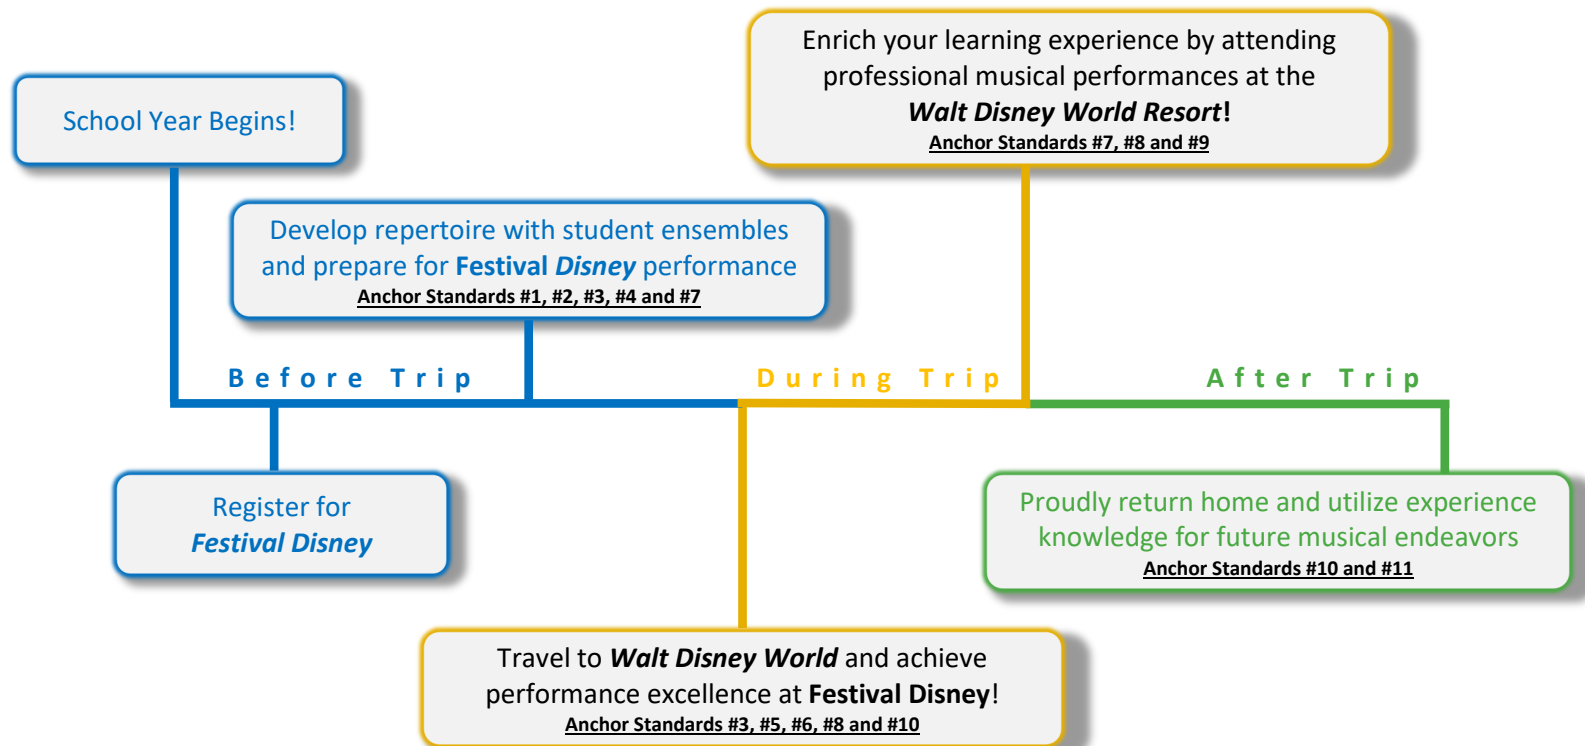 School Year Begins!
Enrich your learning experience by attending
professional musical performances at the
Walt Disney World Resort!
Anchor Standards #7, #8 and #9
Develop repertoire with student ensembles
and prepare for Festival Disney performance
Anchor Standards #1, #2, #3, #4 and #7
Before Trip
During Trip
After Trip
Register for
Festival Disney
Proudly return home and utilize experience
knowledge for future musical endeavors
Anchor Standards #10 and #11
Travel to Walt Disney World and achieve
performance excellence at Festival Disney!
Anchor Standards #3, #5, #6, #8 and #10